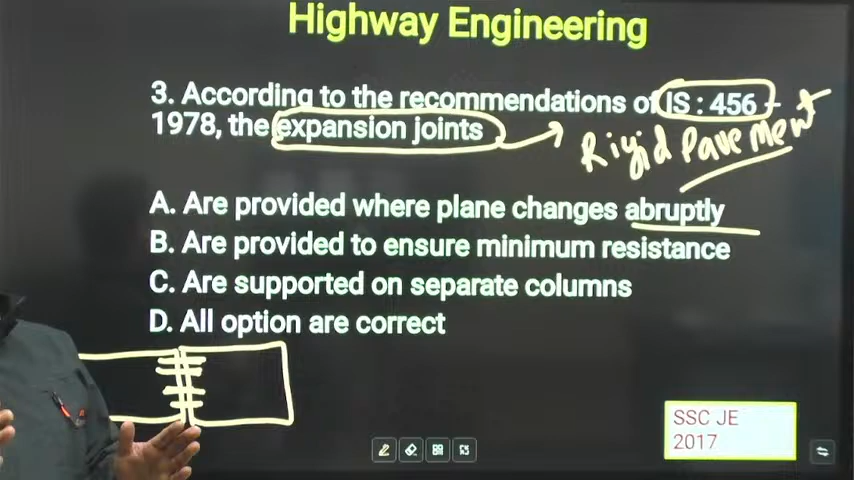 Highway Engineering
3. According to the recommendations of IS : 456 -
1978, the expansion joints
Rigid Pavement
A. Are provided where plane changes abruptly
B. Are provided to ensure minimum resistance
C. Are supported on separate columns
D. All option are correct
SSC JE
2017